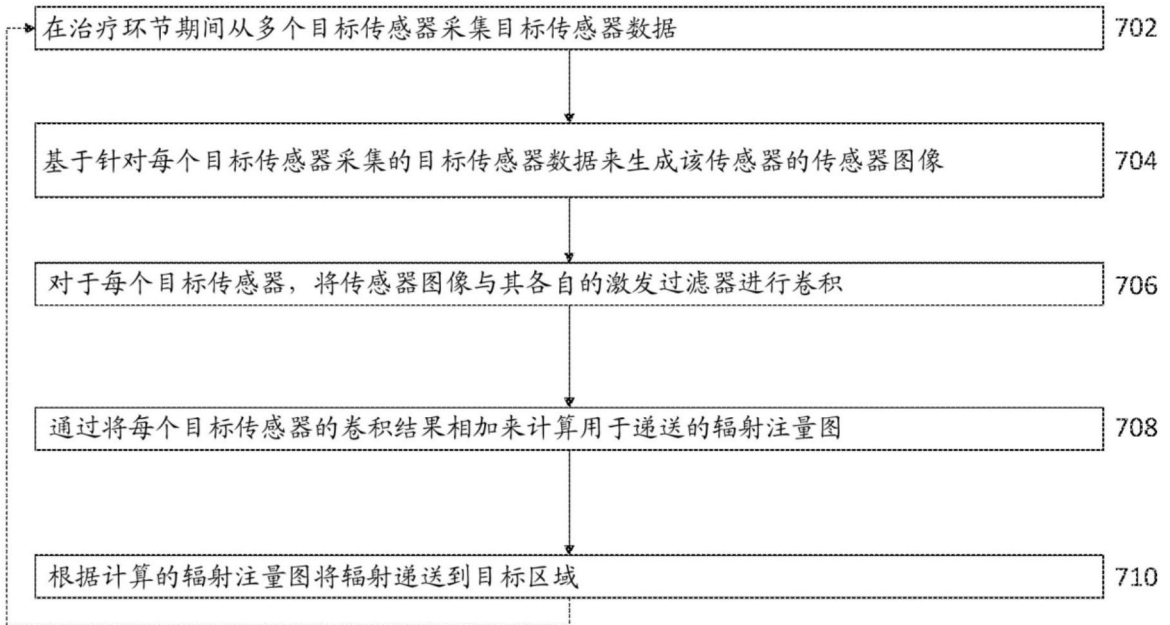 在治疗环节期间从多个目标传感器采集目标传感器数据 702
基于针对每个目标传感器采集的目标传感器数据来生成该传感器的传感器图像 704
对于每个目标传感器，将传感器图像与其各自的激发过滤器进行卷积 706
通过将每个目标传感器的卷积结果相加来计算用于递送的辐射注量图 708
根据计算的辐射注量图将辐射递送到目标区域 710